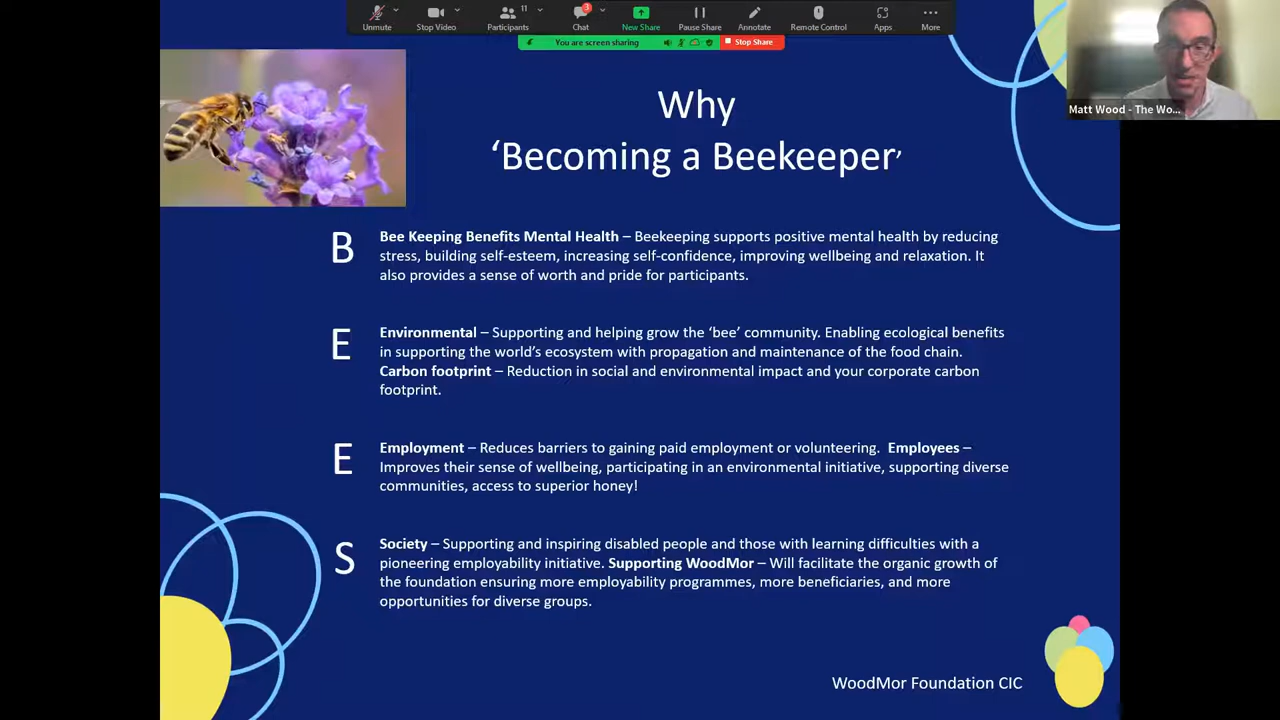 Unmute
Stop Video
11
Participants
3
Chat
New Share
Pause Share
Annotate
Remote Control
Apps
More
You are screen sharing
Stop Share
Matt Wood - The Wo...
Why
‘Becoming a Beekeeper’
B
Bee Keeping Benefits Mental Health – Beekeeping supports positive mental health by reducing
stress, building self-esteem, increasing self-confidence, improving wellbeing and relaxation. It
also provides a sense of worth and pride for participants.
E
Environmental – Supporting and helping grow the ‘bee’ community. Enabling ecological benefits
in supporting the world’s ecosystem with propagation and maintenance of the food chain.
Carbon footprint – Reduction in social and environmental impact and your corporate carbon
footprint.
E
Employment – Reduces barriers to gaining paid employment or volunteering. Employees –
Improves their sense of wellbeing, participating in an environmental initiative, supporting diverse
communities, access to superior honey!
S
Society – Supporting and inspiring disabled people and those with learning difficulties with a
pioneering employability initiative. Supporting WoodMor – Will facilitate the organic growth of
the foundation ensuring more employability programmes, more beneficiaries, and more
opportunities for diverse groups.
WoodMor Foundation CIC